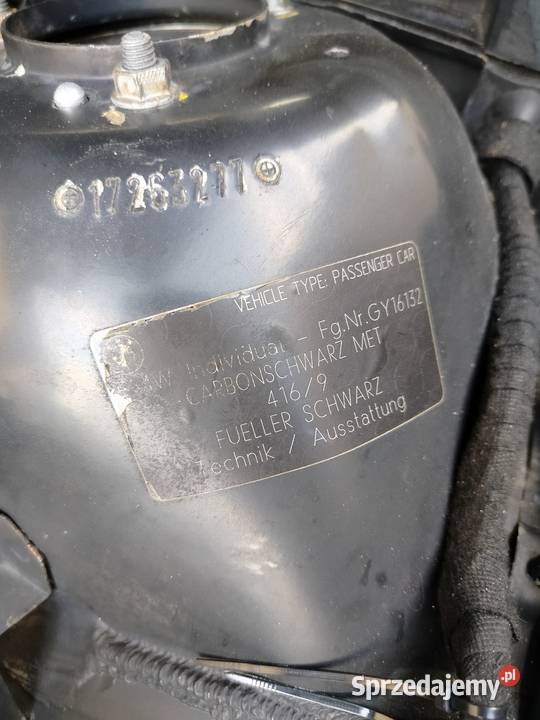 17263277
VEHICLE TYPE: PASSENGER CAR
Individual - Fg.Nr.GY16132
CARBONSCHWARZ MET
416/9
FUELLER SCHWARZ
Technik / Ausstattung
Sprzedajemy.pl